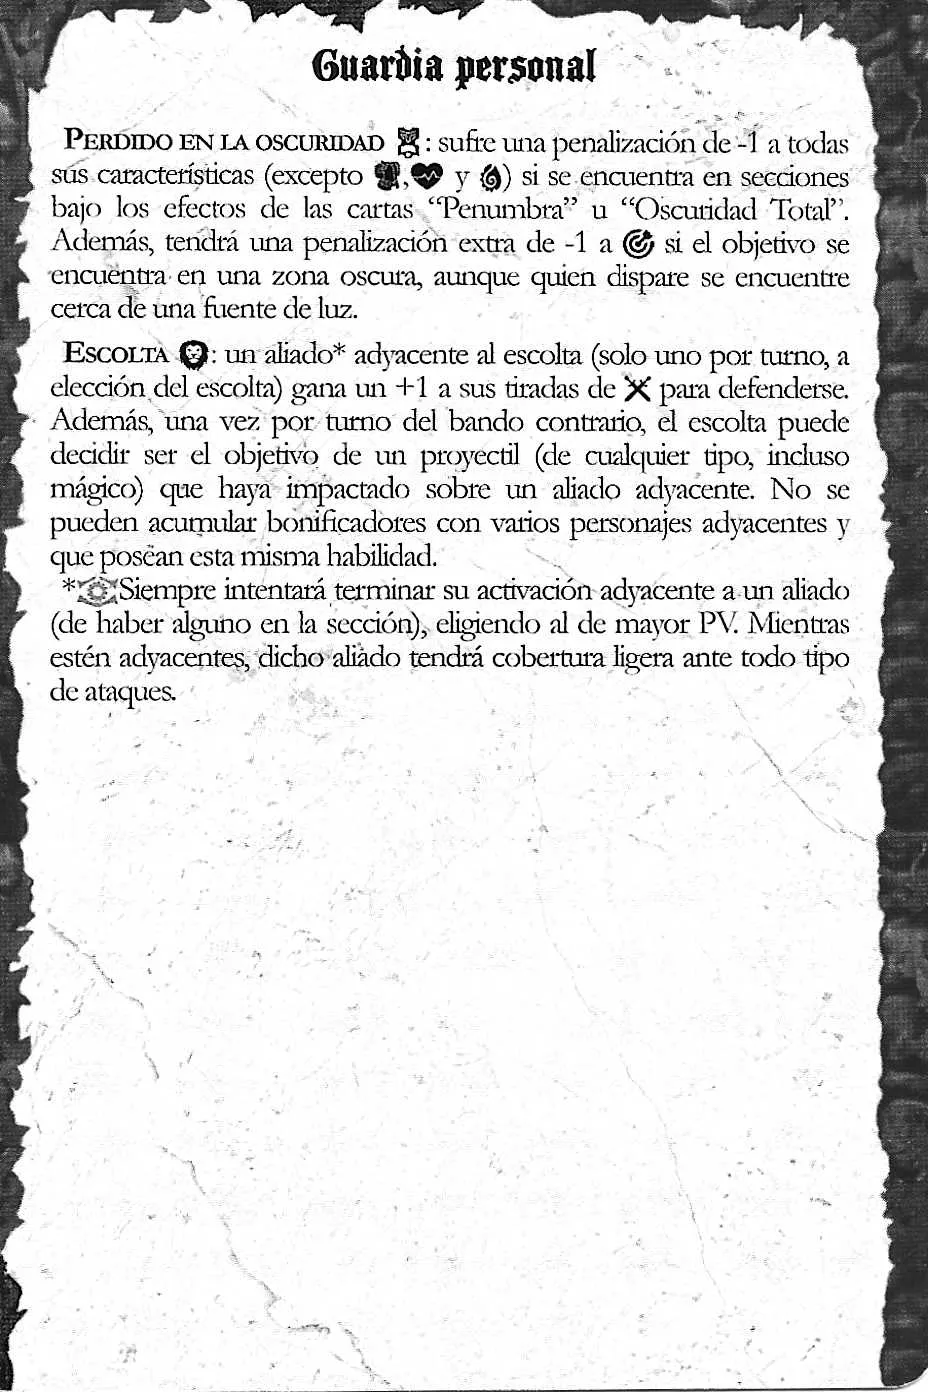 Guardia personal
PERDIDO EN LA OSCURIDAD : sufre una penalización de -1 a todas
sus características (excepto , y ) si se encuentra en secciones
bajo los efectos de las cartas “Penumbra” u “Oscuridad Total”.
Además, tendrá una penalización extra de -1 a si el objetivo se
encuentra en una zona oscura, aunque quien dispare se encuentre
cerca de una fuente de luz.
ESCOLTA : un aliado* adyacente al escolta (solo uno por turno, a
elección del escolta) gana un +1 a sus tiradas de para defenderse.
Además, una vez por turno del bando contrario, el escolta puede
decidir ser el objetivo de un proyectil (de cualquier tipo, incluso
mágico) que haya impactado sobre un aliado adyacente. No se
pueden acumular bonificadores con varios personajes adyacentes y
que posean esta misma habilidad.
* Siempre intentará terminar su activación adyacente a un aliado
(de haber alguno en la sección), eligiendo al de mayor PV. Mientras
estén adyacentes, dicho aliado tendrá cobertura ligera ante todo tipo
de ataques.